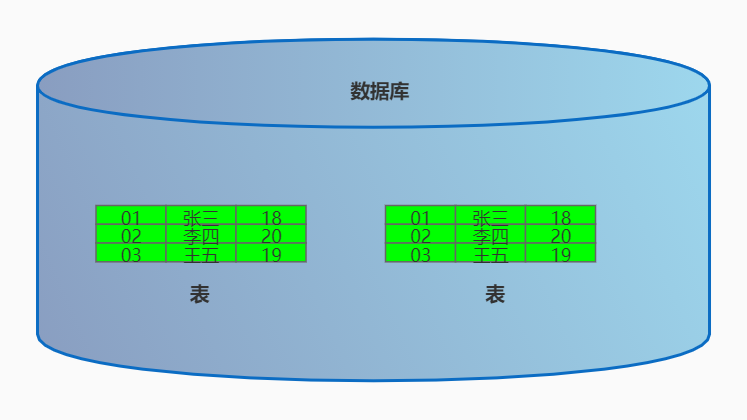 数据库
01 张三 18 01 张三 18
02 李四 20 02 李四 20
03 王五 19 03 王五 19
表 表